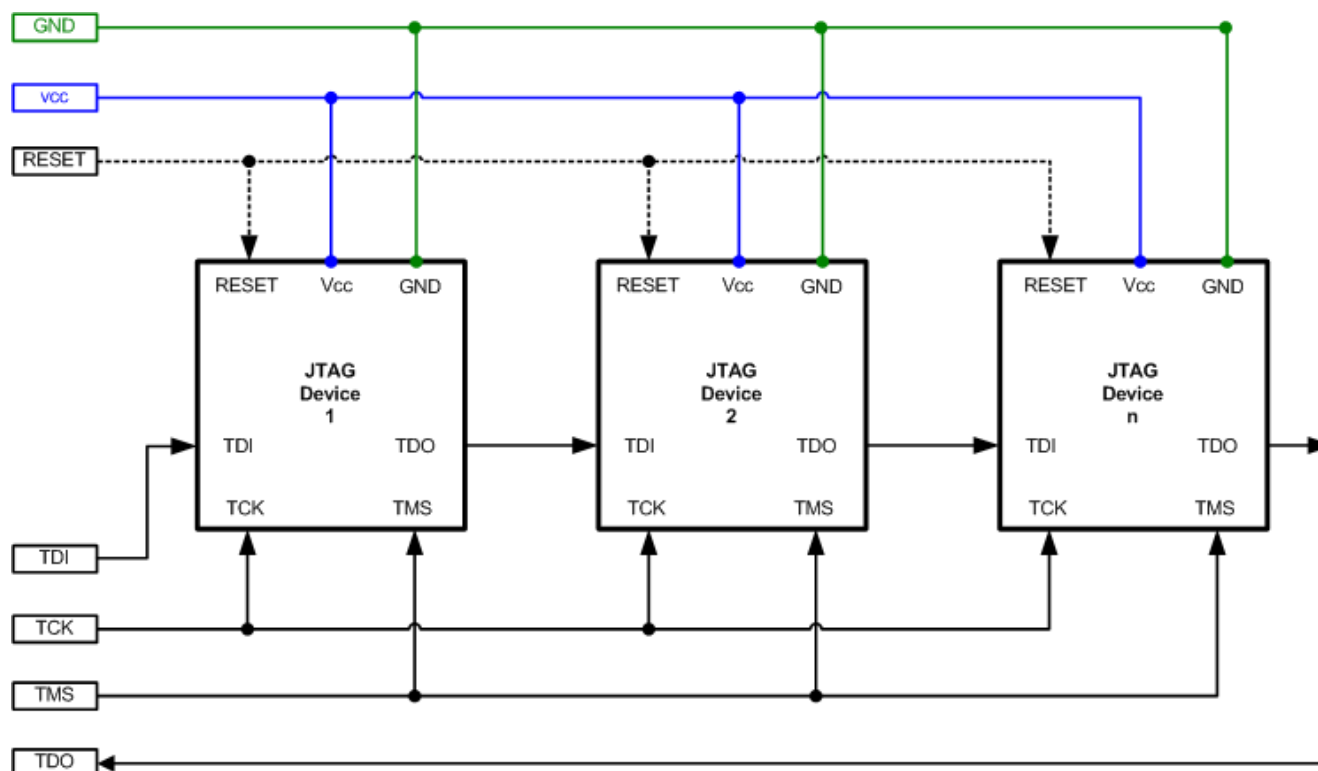 GND
vcc
RESET
RESET Vcc GND
RESET Vcc GND
RESET Vcc GND
JTAG
Device
1
JTAG
Device
2
JTAG
Device
n
TDI TDO
TDI TDO
TDI TDO
TCK TMS
TCK TMS
TCK TMS
TDI
TCK
TMS
TDO